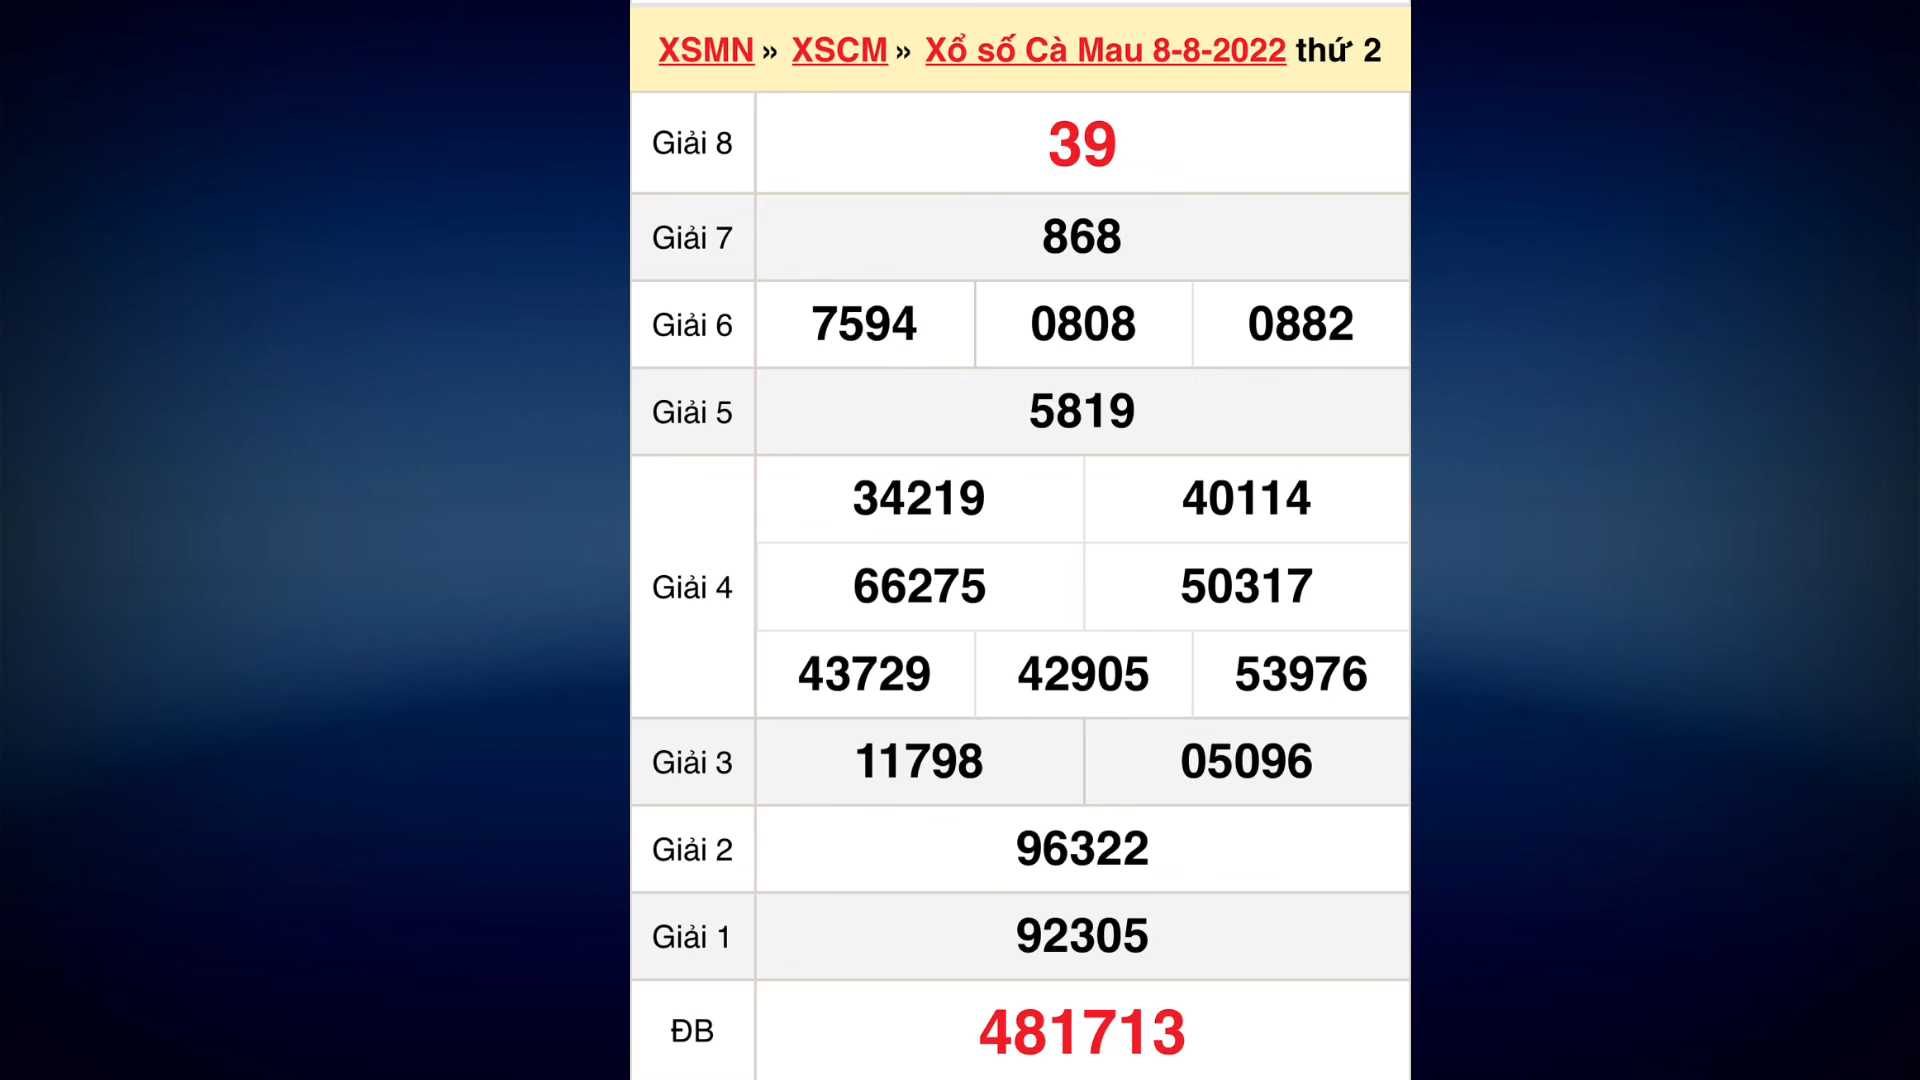 XSMN » XSCM » Xổ số Cà Mau 8-8-2022 thứ 2
Giải 8 39
Giải 7 868
Giải 6 7594 0808 0882
Giải 5 5819
34219 40114
Giải 4 66275 50317
43729 42905 53976
Giải 3 11798 05096
Giải 2 96322
Giải 1 92305
ĐB 481713